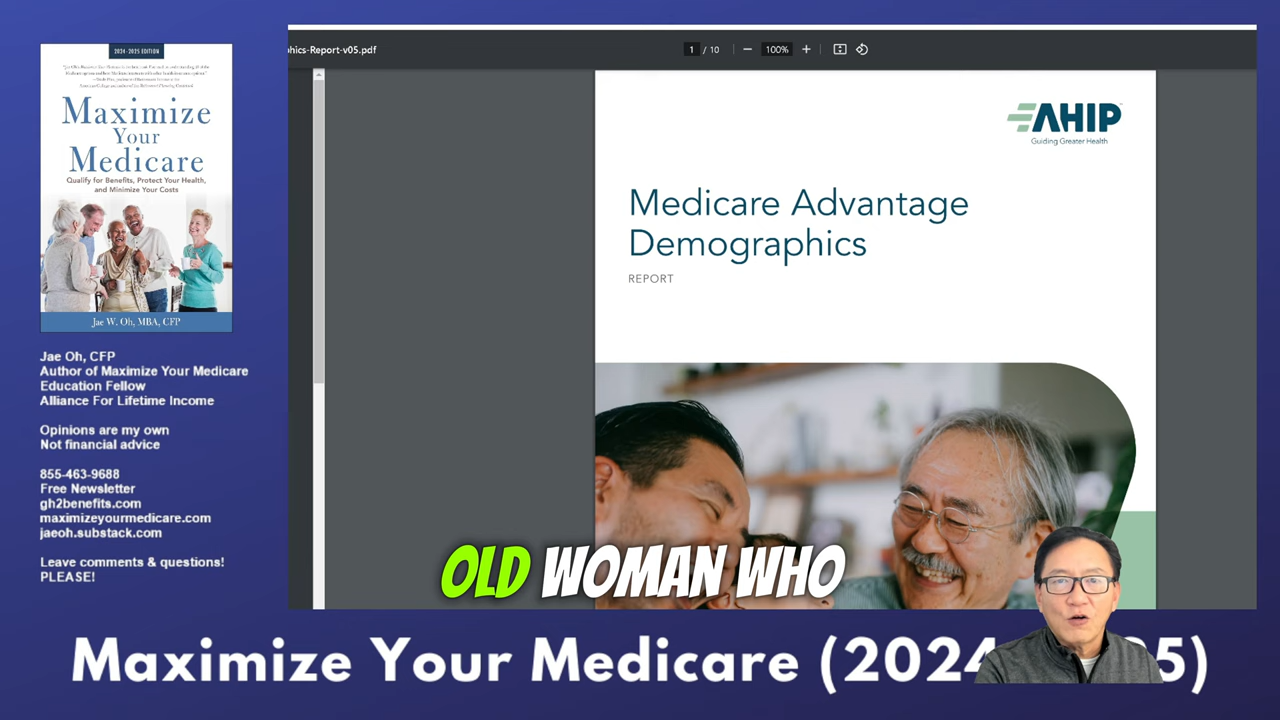 2024-2025 EDITION
Maximize
Your
Medicare
Qualify for Benefits, Protect Your Health,
and Minimize Your Costs
Jae W. Oh, MBA, CFP
Jae Oh, CFP
Author of Maximize Your Medicare
Education Fellow
Alliance For Lifetime Income
Opinions are my own
Not financial advice
855-463-9688
Free Newsletter
gh2benefits.com
maximizeyourmedicare.com
jaeoh.substack.com
Leave comments & questions!
PLEASE!
hics-Report-v05.pdf
1 / 10
100%
AHIP
Guiding Greater Health
Medicare Advantage
Demographics
REPORT
OLD WOMAN WHO
Maximize Your Medicare (2024 5)